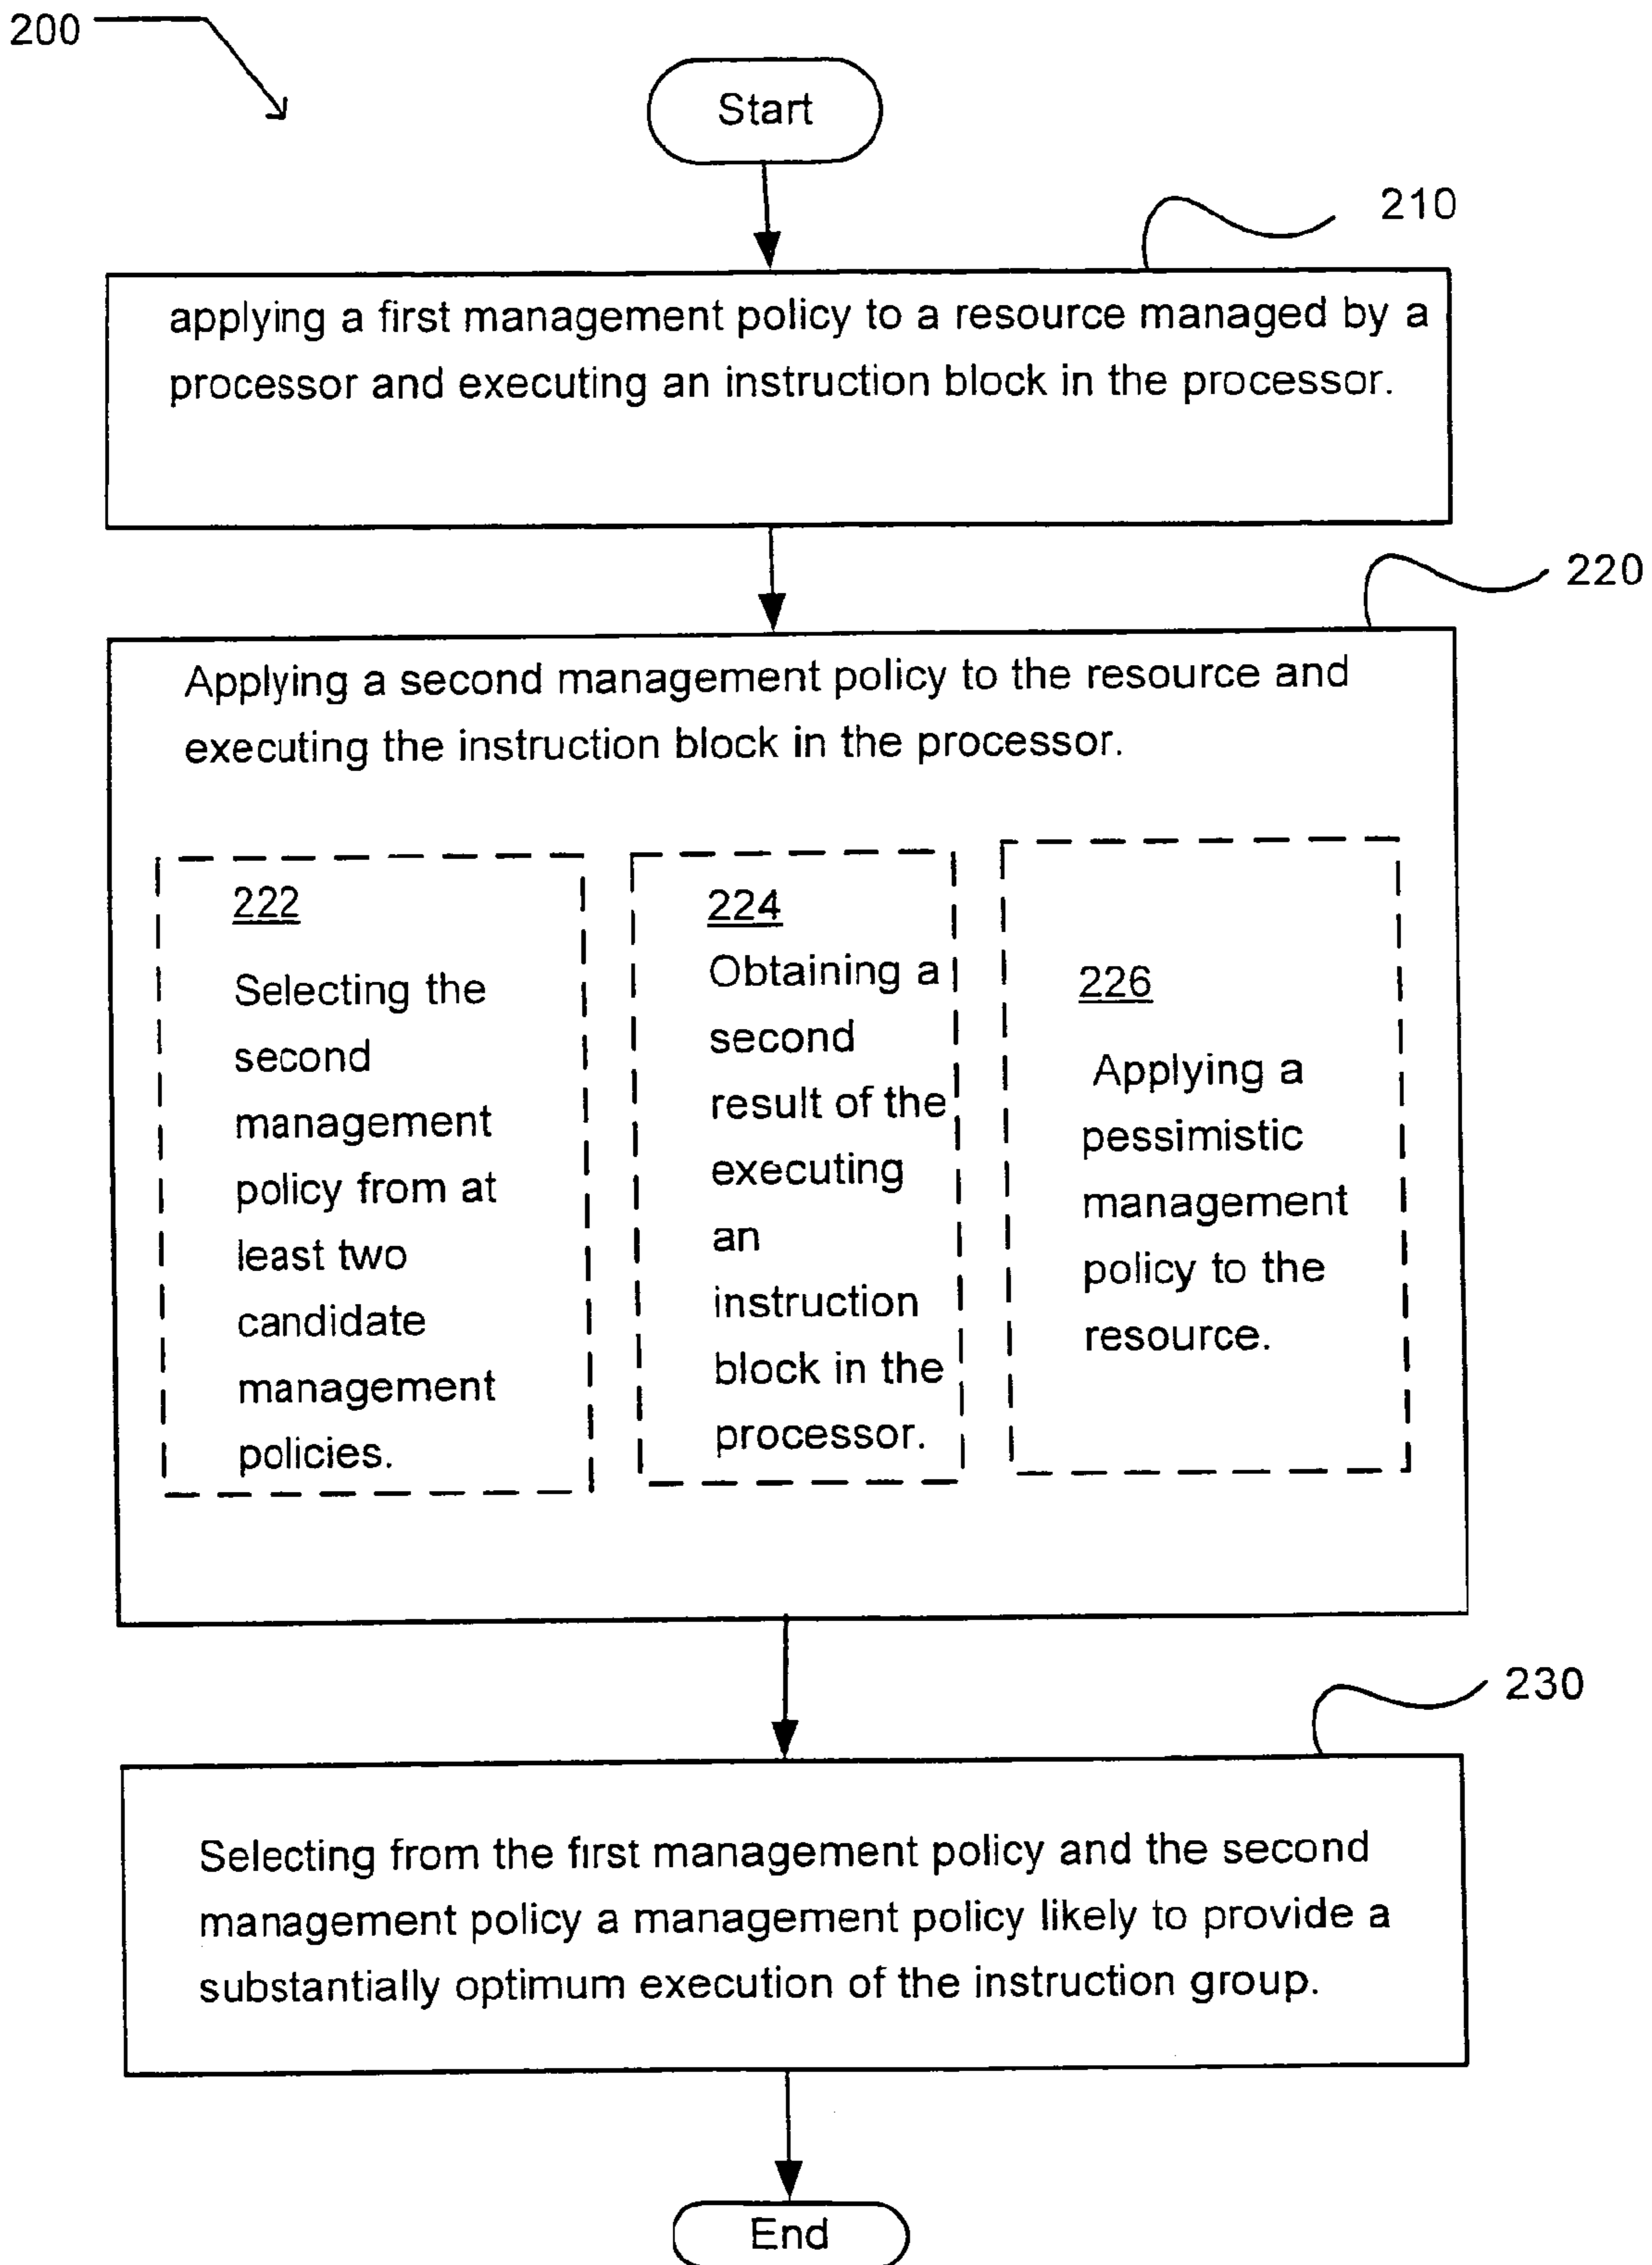 200
Start
210
applying a first management policy to a resource managed by a
processor and executing an instruction block in the processor.
220
Applying a second management policy to the resource and
executing the instruction block in the processor.
222
Selecting the
second
management
policy from at
least two
candidate
management
policies.
224
Obtaining a
second
result of the
executing
an
instruction
block in the
processor.
226
Applying a
pessimistic
management
policy to the
resource.
230
Selecting from the first management policy and the second
management policy a management policy likely to provide a
substantially optimum execution of the instruction group.
End